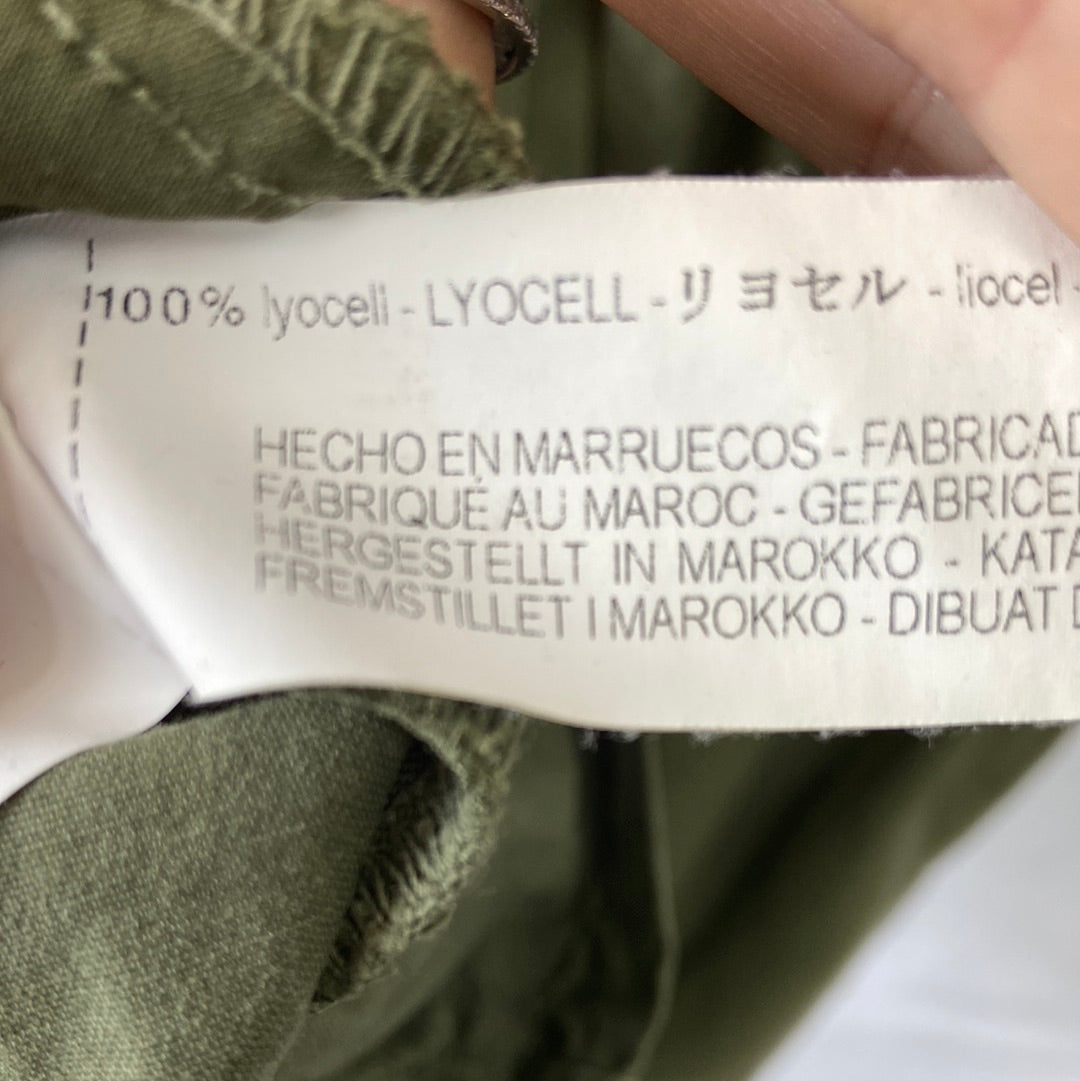 100% lyocell - LYOCELL - リヨセル - liocel -
HECHO EN MARRUECOS - FABRICAD
FABRIQUÉ AU MAROC - GEFABRICE
HERGESTELLT IN MAROKKO - KATA
FREMSTILLET I MAROKKO - DIBUAT D